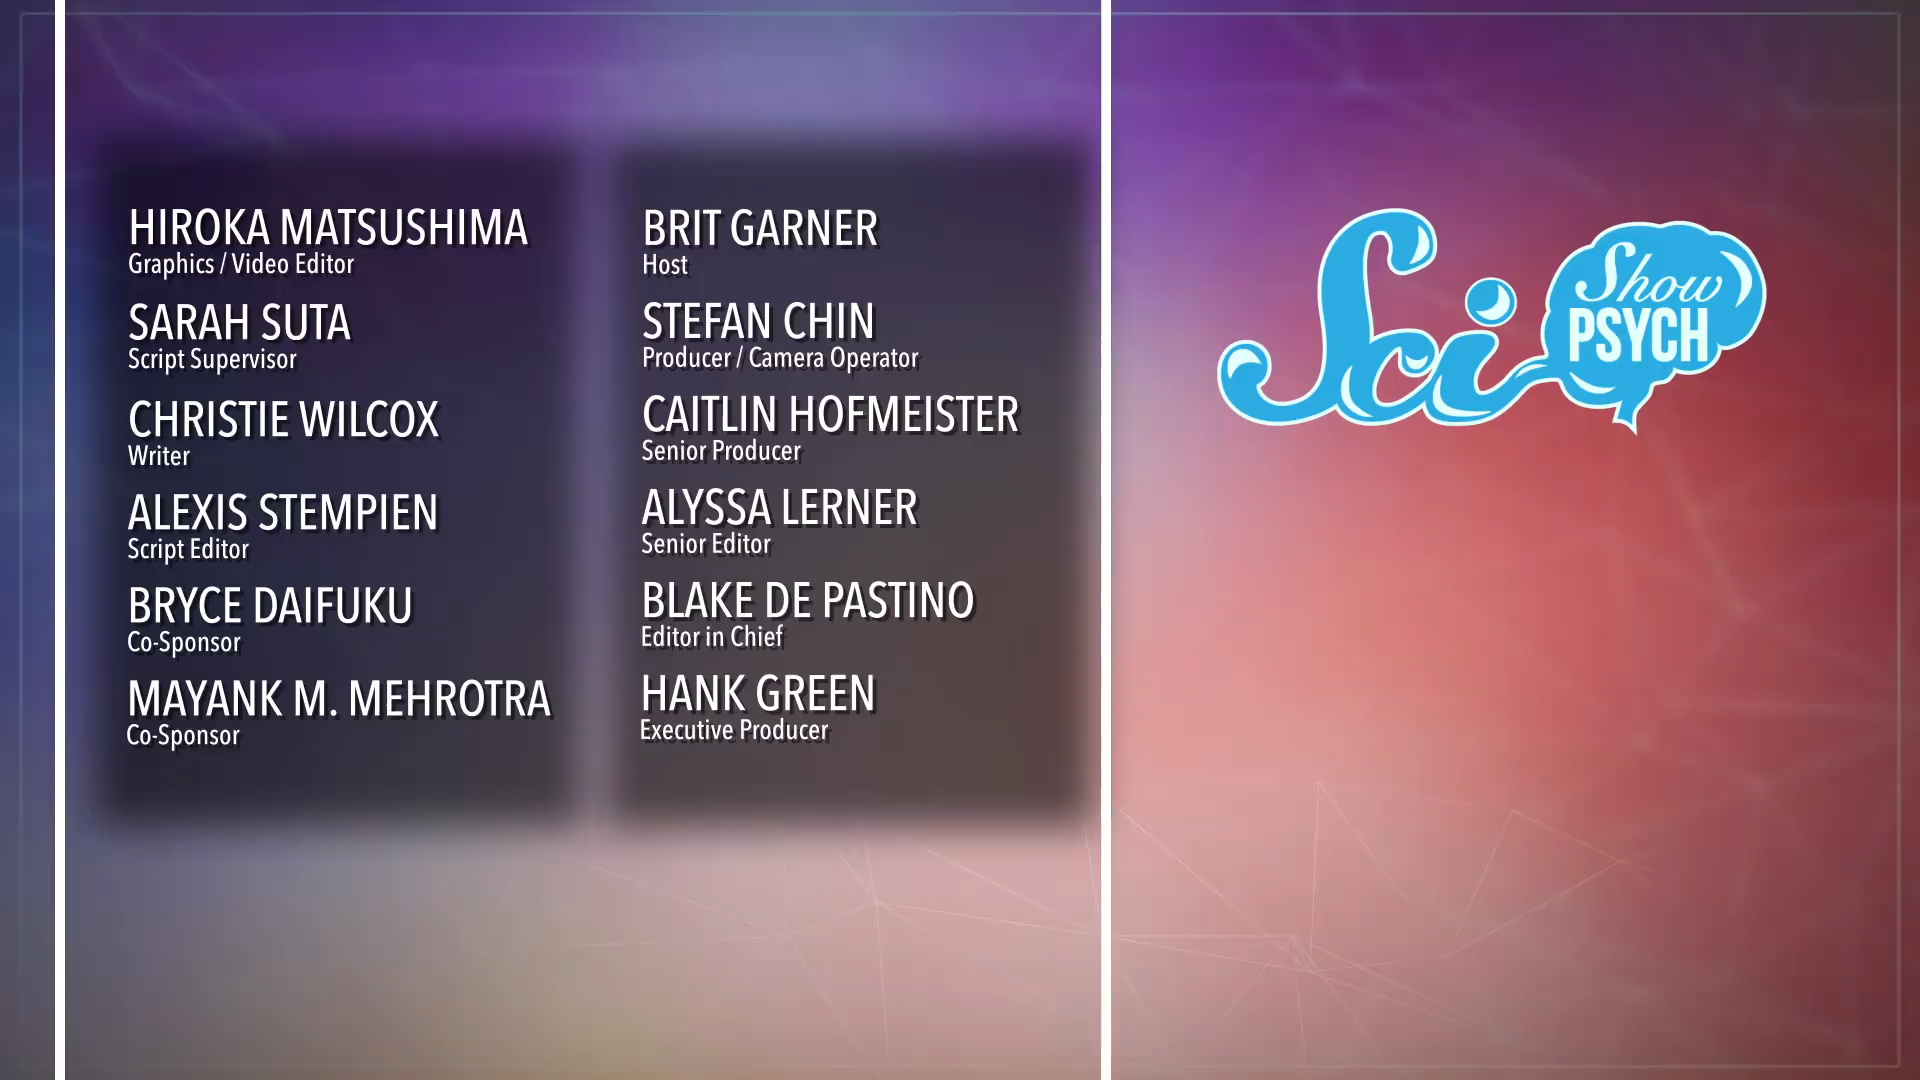 HIROKA MATSUSHIMA
Graphics / Video Editor
SARAH SUTA
Script Supervisor
CHRISTIE WILCOX
Writer
ALEXIS STEMPIEN
Script Editor
BRYCE DAIFUKU
Co-Sponsor
MAYANK M. MEHROTRA
Co-Sponsor
BRIT GARNER
Host
STEFAN CHIN
Producer / Camera Operator
CAITLIN HOFMEISTER
Senior Producer
ALYSSA LERNER
Senior Editor
BLAKE DE PASTINO
Editor in Chief
HANK GREEN
Executive Producer
Sci
Show
PSYCH